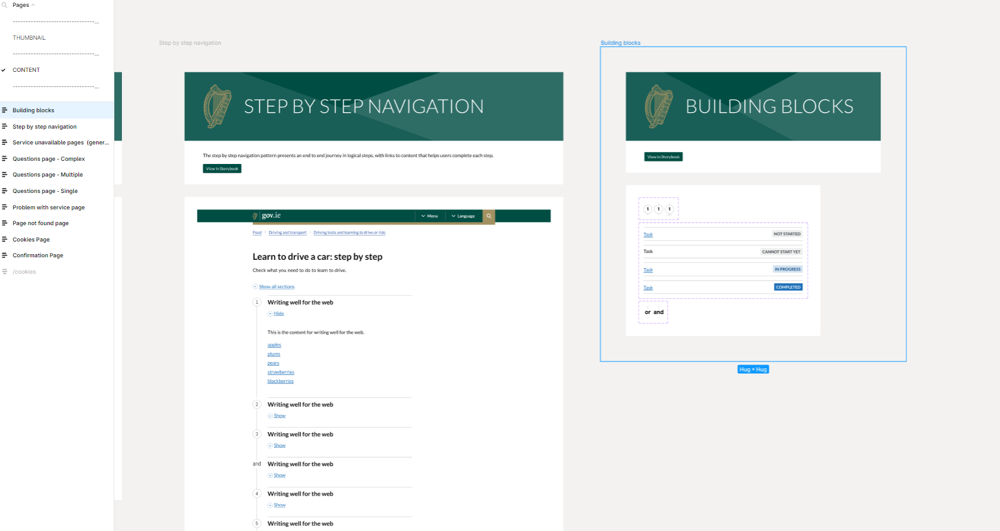 Pages
--------------------------------...
THUMBNAIL
--------------------------------...
CONTENT
--------------------------------...
Building blocks
Step by step navigation
Service unavailable pages (gener...
Questions page - Complex
Questions page - Multiple
Questions page - Single
Problem with service page
Page not found page
Cookies Page
Confirmation Page
/cookies
Step by step navigation
STEP BY STEP NAVIGATION
The step by step navigation pattern presents an end to end journey in logical steps, with links to content that helps users complete each step.
View in Storybook
gov.ie
Menu
Language
Food
Driving and transport
Driving tests and learning to drive or ride
Learn to drive a car: step by step
Check what you need to do to learn to drive.
Show all sections
1 Writing well for the web
Hide
This is the content for writing well for the web.
apples
plums
pears
strawberries
blackberries
2 Writing well for the web
Show
3 Writing well for the web
Show
and Writing well for the web
Show
4 Writing well for the web
Show
5 Writing well for the web
Building blocks
BUILDING BLOCKS
View in Storybook
1 1 1
Task NOT STARTED
Task CANNOT START YET
Task IN PROGRESS
Task COMPLETED
or and
Hug × Hug